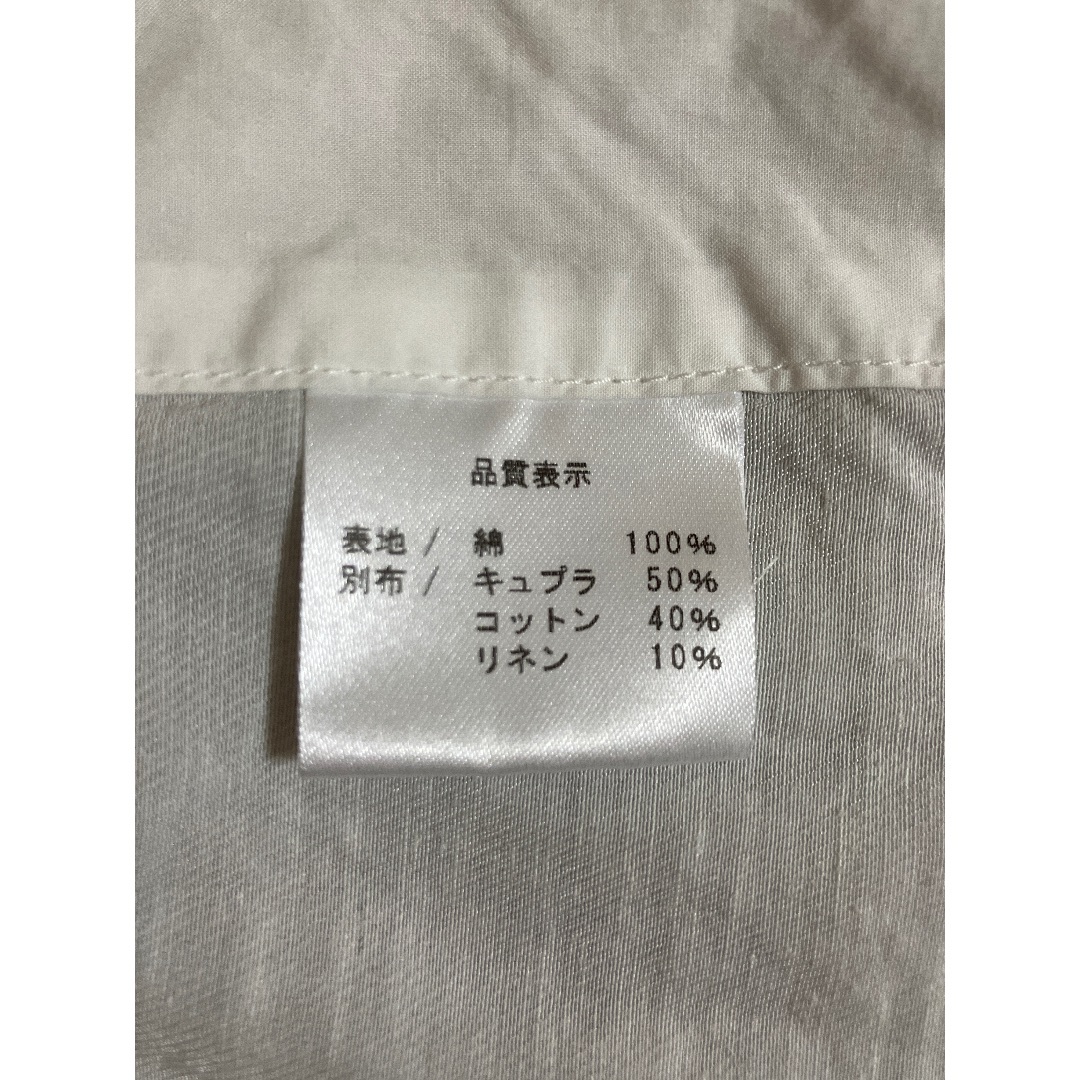 品質表示
表地 / 綿 100%
別布 / キュプラ 50%
コットン 40%
リネン 10%